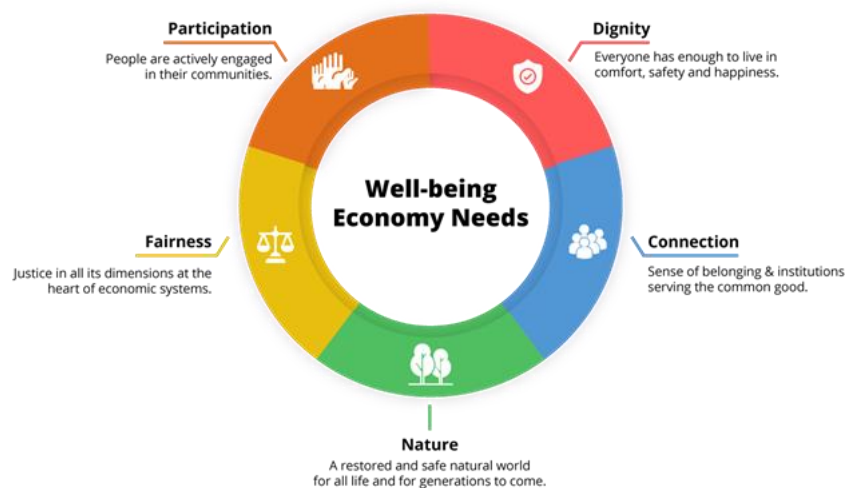 Participation
People are actively engaged
in their communities.
Dignity
Everyone has enough to live in
comfort, safety and happiness.
Well-being
Economy Needs
Fairness
Justice in all its dimensions at the
heart of economic systems.
Connection
Sense of belonging & institutions
serving the common good.
Nature
A restored and safe natural world
for all life and for generations to come.